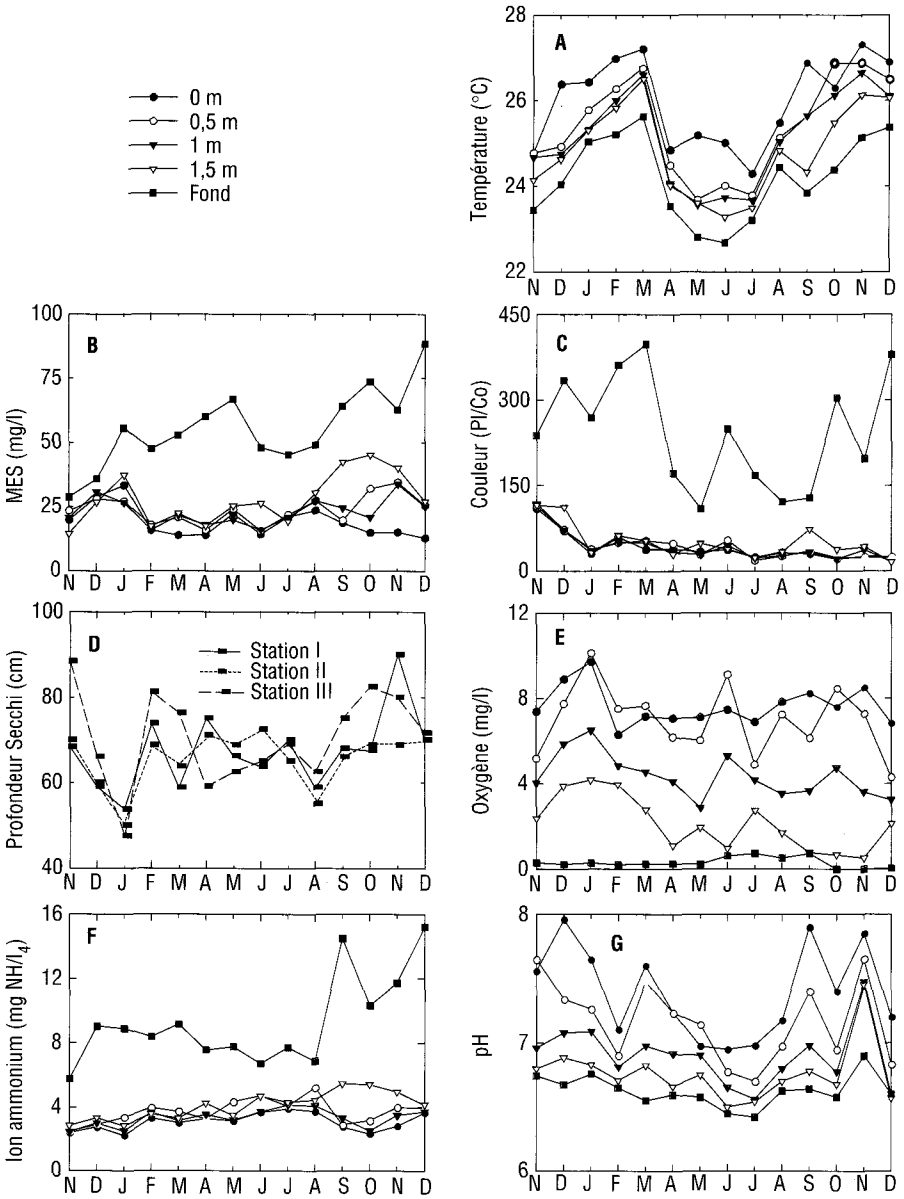 0 m
0,5 m
1 m
1,5 m
Fond
A
Température (°C)
28
26
24
22
N D J F M A M J J A S O N D
B
MES (mg/l)
100
75
50
25
0
N D J F M A M J J A S O N D
C
Couleur (Pl/Co)
450
300
150
0
N D J F M A M J J A S O N D
D
Profondeur Secchi (cm)
100
80
60
40
Station I
Station II
Station III
N D J F M A M J J A S O N D
E
Oxygène (mg/l)
12
8
4
0
N D J F M A M J J A S O N D
F
Ion ammonium (mg NH/l4)
16
12
8
4
0
N D J F M A M J J A S O N D
G
pH
8
7
6
N D J F M A M J J A S O N D